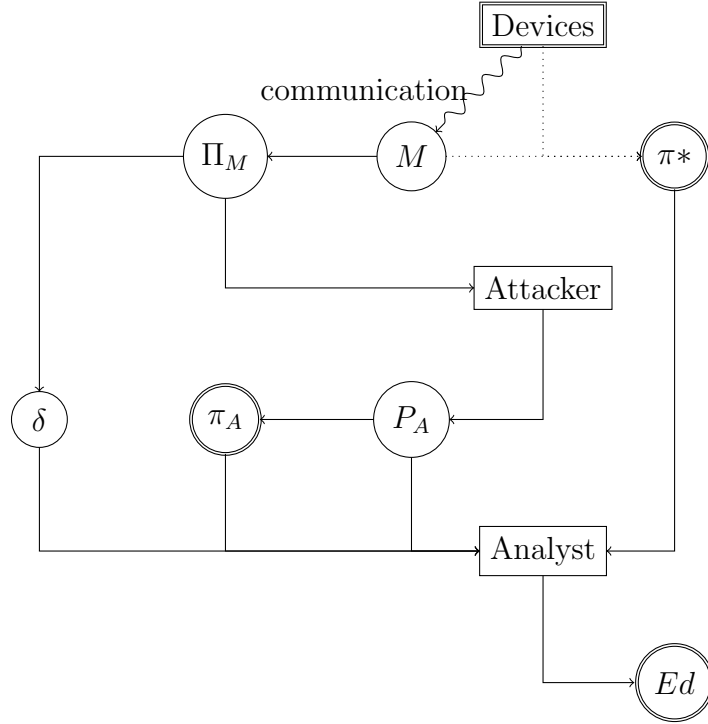 Devices
communication
Π_M
M
π*
Attacker
δ
π_A
P_A
Analyst
Ed